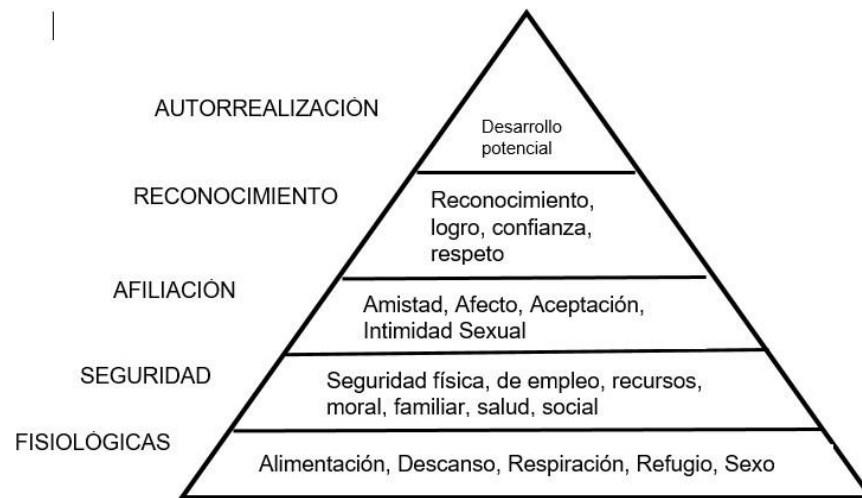 AUTORREALIZACIÓN
Desarrollo
potencial
RECONOCIMIENTO
Reconocimiento,
logro, confianza,
respeto
AFILIACIÓN
Amistad, Afecto, Aceptación,
Intimidad Sexual
SEGURIDAD
Seguridad física, de empleo, recursos,
moral, familiar, salud, social
FISIOLÓGICAS
Alimentación, Descanso, Respiración, Refugio, Sexo